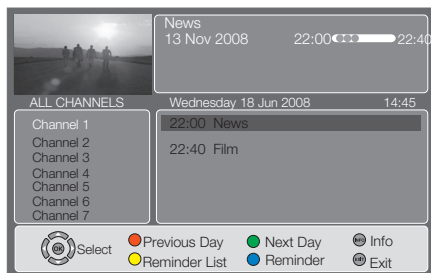 News
13 Nov 2008 22:00 22:40
ALL CHANNELS Wednesday 18 Jun 2008 14:45
Channel 1
Channel 2
Channel 3
Channel 4
Channel 5
Channel 6
Channel 7
22:00 News
22:40 Film
OK Select
Previous Day Next Day INFO Info
Reminder List Reminder EXIT Exit